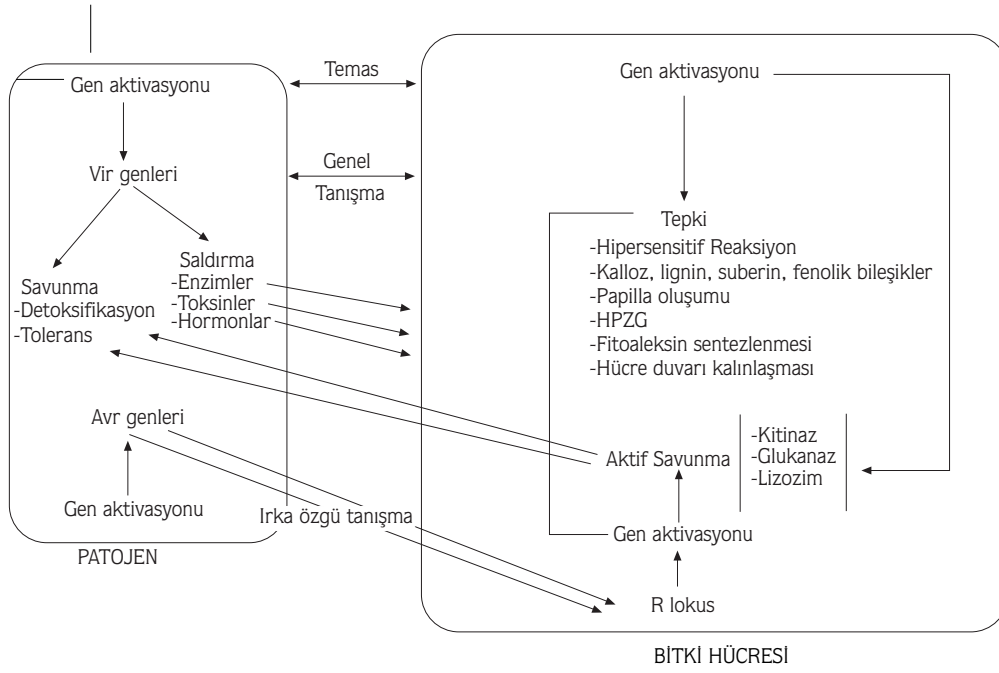 Gen aktivasyonu
Vir genleri
Savunma
-Detoksifikasyon
-Tolerans
Saldırma
-Enzimler
-Toksinler
-Hormonlar
Avr genleri
Gen aktivasyonu
PATOJEN
Temas
Genel
Tanışma
Irka özgü tanışma
Gen aktivasyonu
Tepki
-Hipersensitif Reaksiyon
-Kalloz, lignin, suberin, fenolik bileşikler
-Papilla oluşumu
-HPZG
-Fitoaleksin sentezlenmesi
-Hücre duvarı kalınlaşması
Aktif Savunma
-Kitinaz
-Glukanaz
-Lizozim
Gen aktivasyonu
R lokus
BİTKİ HÜCRESİ